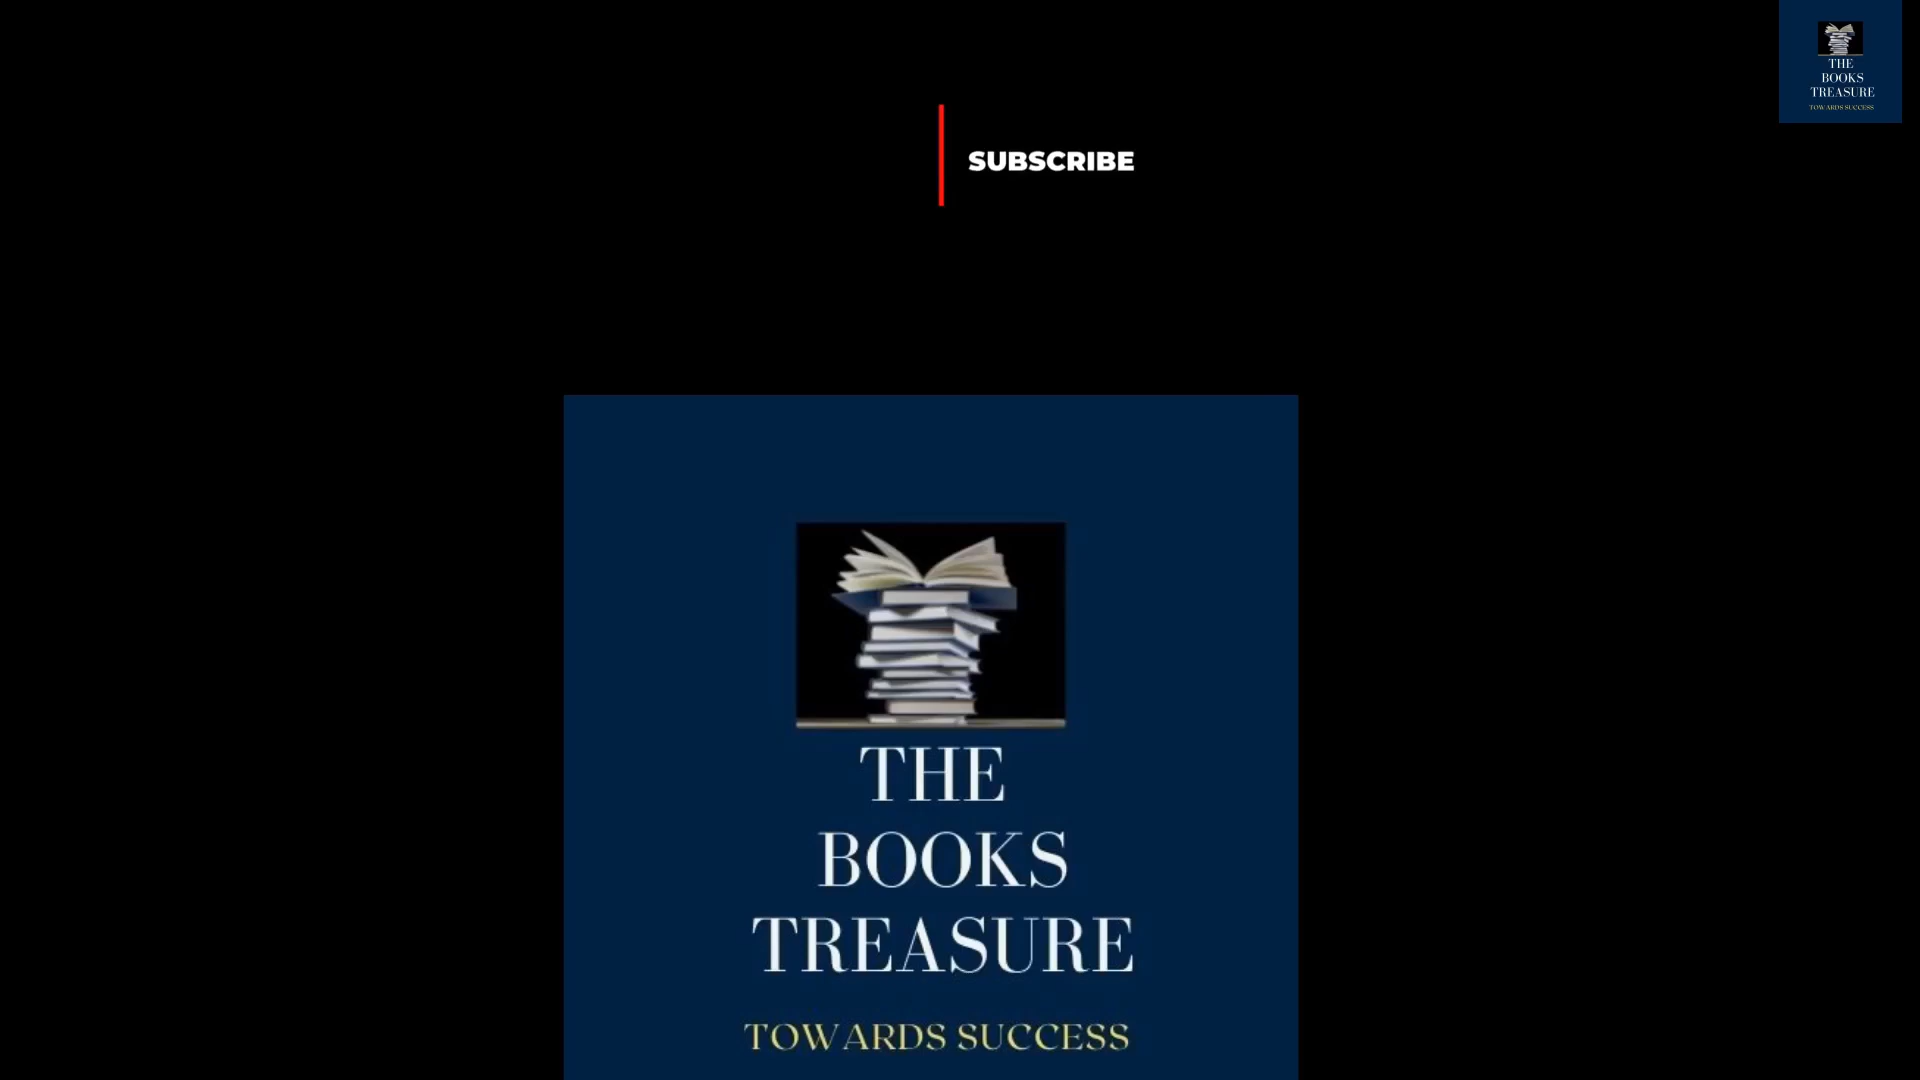 SUBSCRIBE
THE
BOOKS
TREASURE
TOWARDS SUCCESS
THE
BOOKS
TREASURE
TOWARDS SUCCESS